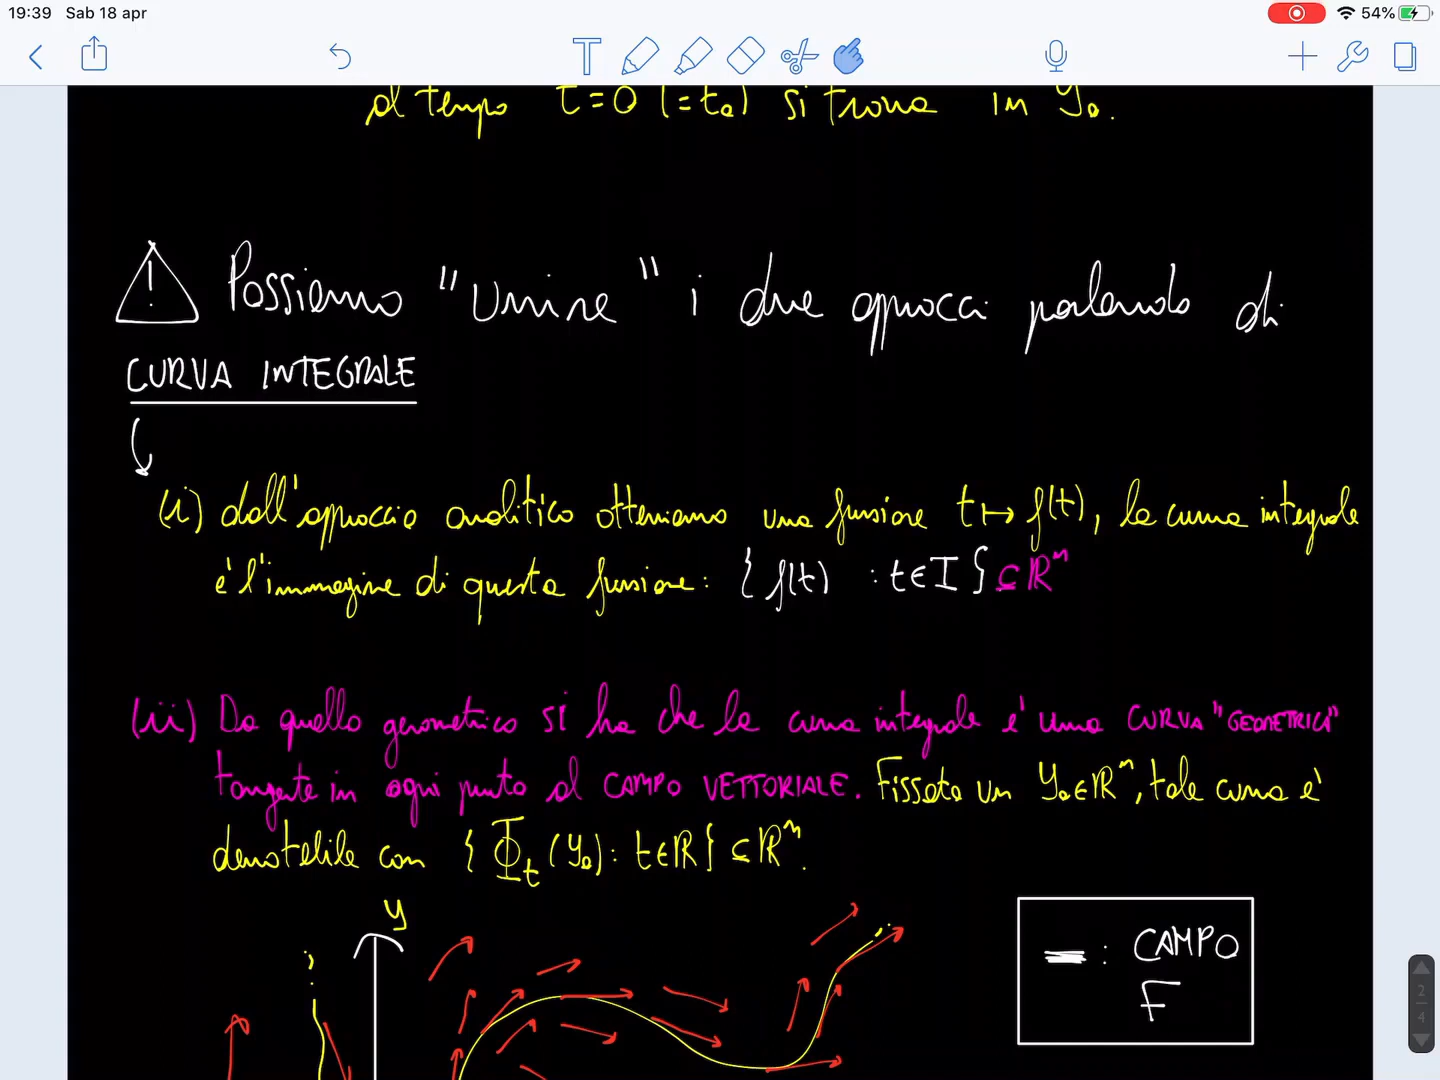 19:39 Sab 18 apr 54%
al tempo t=0 (=t₀) si trova in y₀.
! Possiamo "unire" i due approcci parlando di
CURVA INTEGRALE
(i) dall'approccio analitico otteniamo una funzione t↦f(t), la curva integrale
è l'immagine di questa funzione: {f(t) : t∈I}⊆ℝⁿ
(ii) Da quello geometrico si ha che la curva integrale è una CURVA "GEOMETRICA"
tangente in ogni punto al CAMPO VETTORIALE. Fissato un y₀∈ℝⁿ, tale curva è
denotabile con {Φₜ(y₀): t∈ℝ}⊆ℝⁿ.
y
: CAMPO
F
2
4